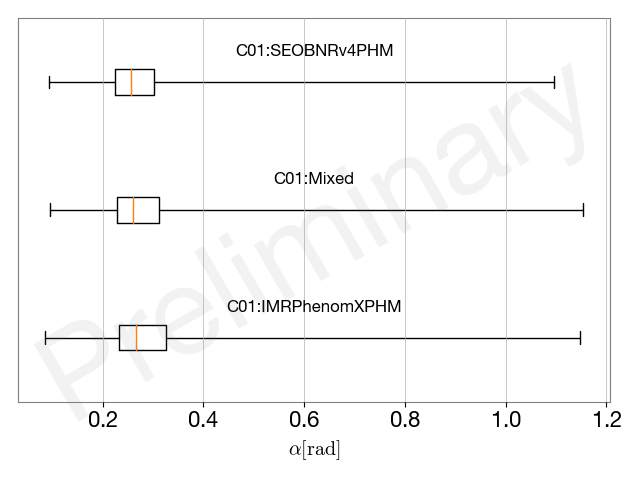 C01:SEOBNRv4PHM
C01:Mixed
C01:IMRPhenomXPHM
Preliminary
0.2 0.4 0.6 0.8 1.0 1.2
α[rad]